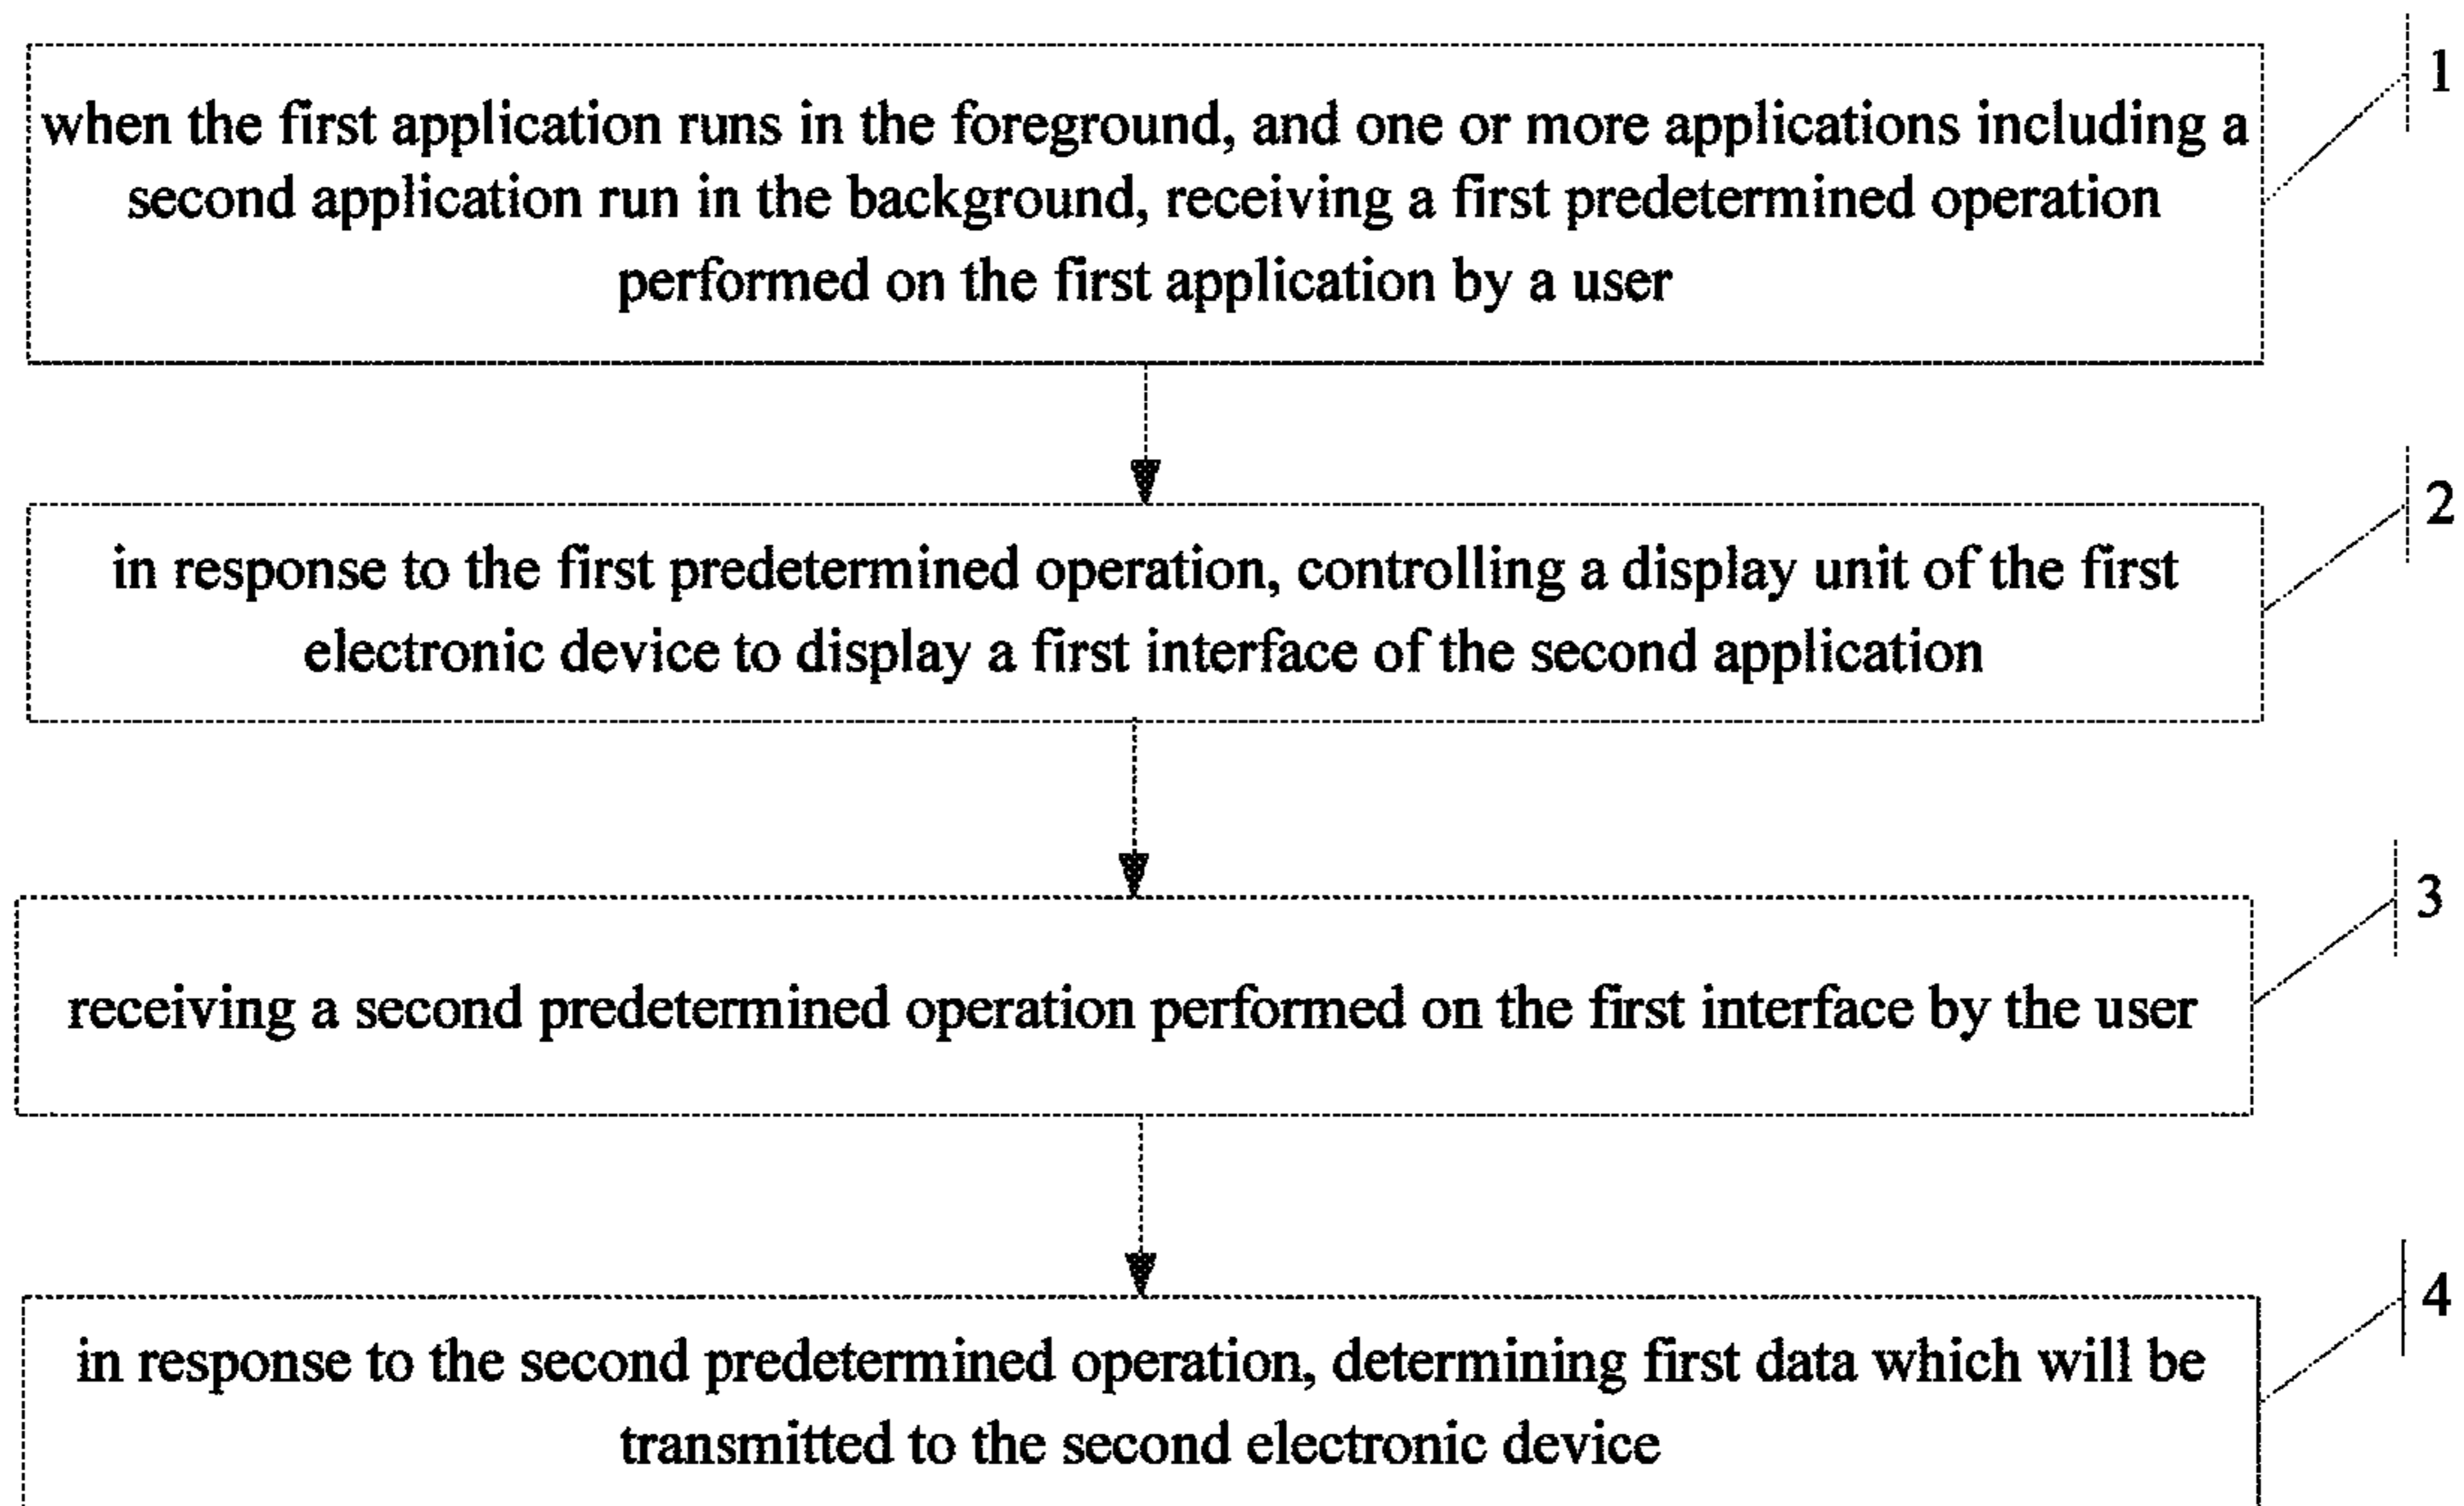 1
when the first application runs in the foreground, and one or more applications including a
second application run in the background, receiving a first predetermined operation
performed on the first application by a user
2
in response to the first predetermined operation, controlling a display unit of the first
electronic device to display a first interface of the second application
3
receiving a second predetermined operation performed on the first interface by the user
4
in response to the second predetermined operation, determining first data which will be
transmitted to the second electronic device